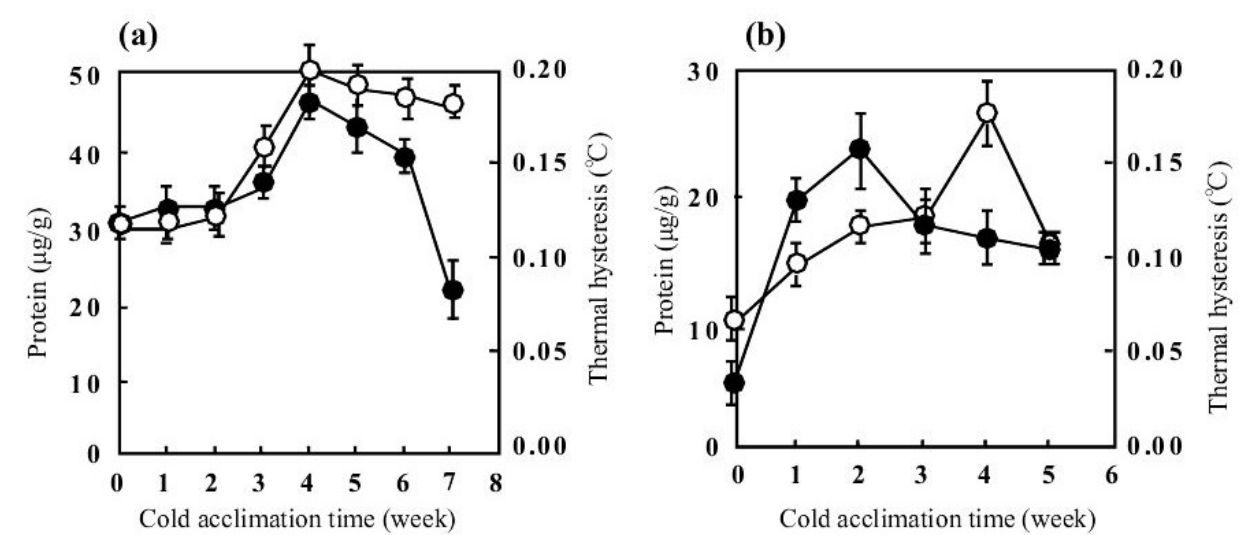 (a)
50
40
30
20
10
0
Protein (μg/g)
0.20
0.15
0.10
0.05
0.00
Thermal hysteresis (℃)
0 1 2 3 4 5 6 7 8
Cold acclimation time (week)
(b)
30
20
10
0
Protein (μg/g)
0.20
0.15
0.10
0.05
0.00
Thermal hysteresis (℃)
0 1 2 3 4 5 6
Cold acclimation time (week)